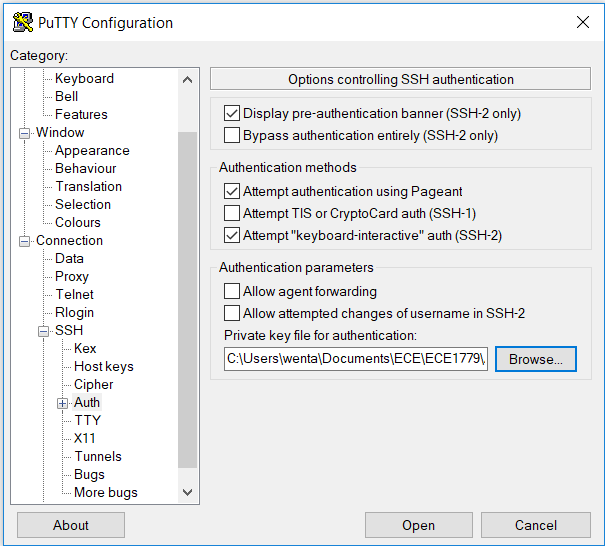 PuTTY Configuration
Category:
Keyboard
Bell
Features
Window
Appearance
Behaviour
Translation
Selection
Colours
Connection
Data
Proxy
Telnet
Rlogin
SSH
Kex
Host keys
Cipher
Auth
TTY
X11
Tunnels
Bugs
More bugs
Options controlling SSH authentication
Display pre-authentication banner (SSH-2 only)
Bypass authentication entirely (SSH-2 only)
Authentication methods
Attempt authentication using Pageant
Attempt TIS or CryptoCard auth (SSH-1)
Attempt "keyboard-interactive" auth (SSH-2)
Authentication parameters
Allow agent forwarding
Allow attempted changes of username in SSH-2
Private key file for authentication:
C:\Users\wenta\Documents\ECE\ECE1779\
Browse...
About
Open
Cancel